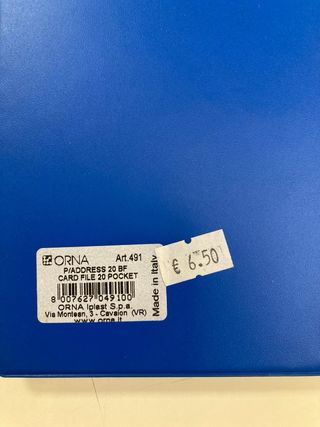 ORNA Art.491
P/ADDRESS 20 BF
CARD FILE 20 POCKET
8 007627 049100
ORNA Iplast S.p.a.
Via Montean, 3 - Cavaion (VR)
www.orna.it
Made in Italy
€ 6.50